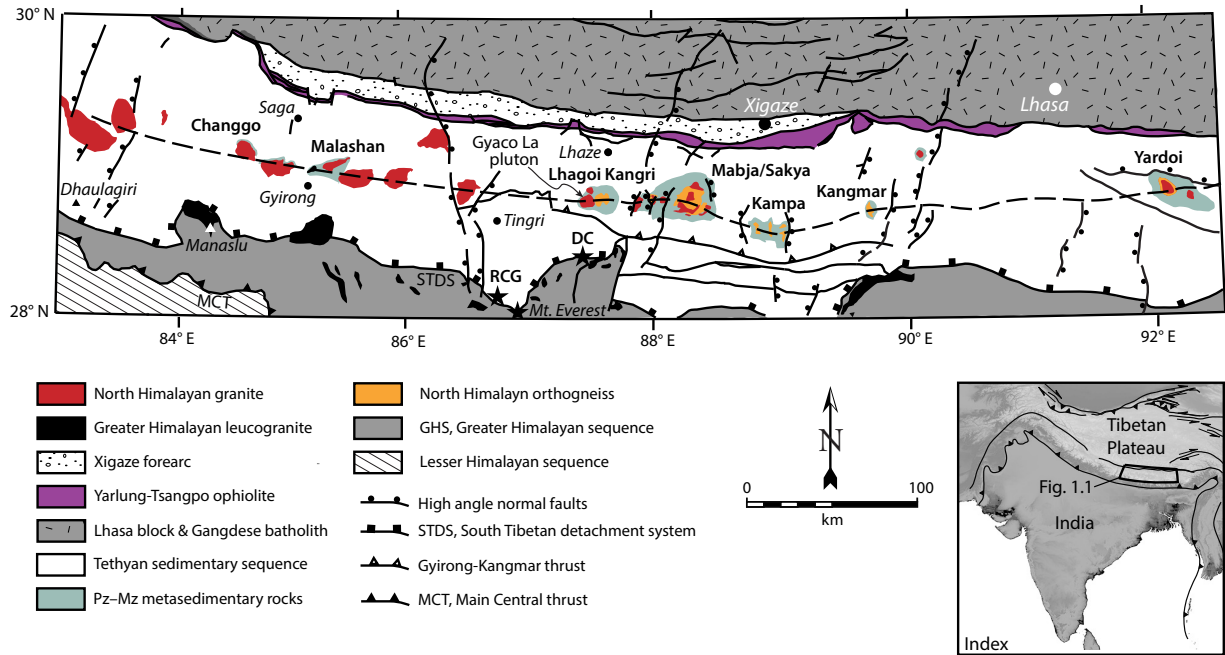 30° N
28° N
84° E
86° E
88° E
90° E
92° E
Saga
Changgo
Malashan
Gyirong
Dhaulagiri
Manaslu
MCT
STDS
RCG
DC
Mt. Everest
Tingri
Gyaco La
pluton
Lhaze
Lhagoi Kangri
Xigaze
Mabja/Sakya
Kampa
Kangmar
Lhasa
Yardoi
North Himalayan granite
Greater Himalayan leucogranite
Xigaze forearc
Yarlung-Tsangpo ophiolite
Lhasa block & Gangdese batholith
Tethyan sedimentary sequence
Pz–Mz metasedimentary rocks
North Himalayn orthogneiss
GHS, Greater Himalayan sequence
Lesser Himalayan sequence
High angle normal faults
STDS, South Tibetan detachment system
Gyirong-Kangmar thrust
MCT, Main Central thrust
N
0
100
km
Tibetan
Plateau
Fig. 1.1
India
Index